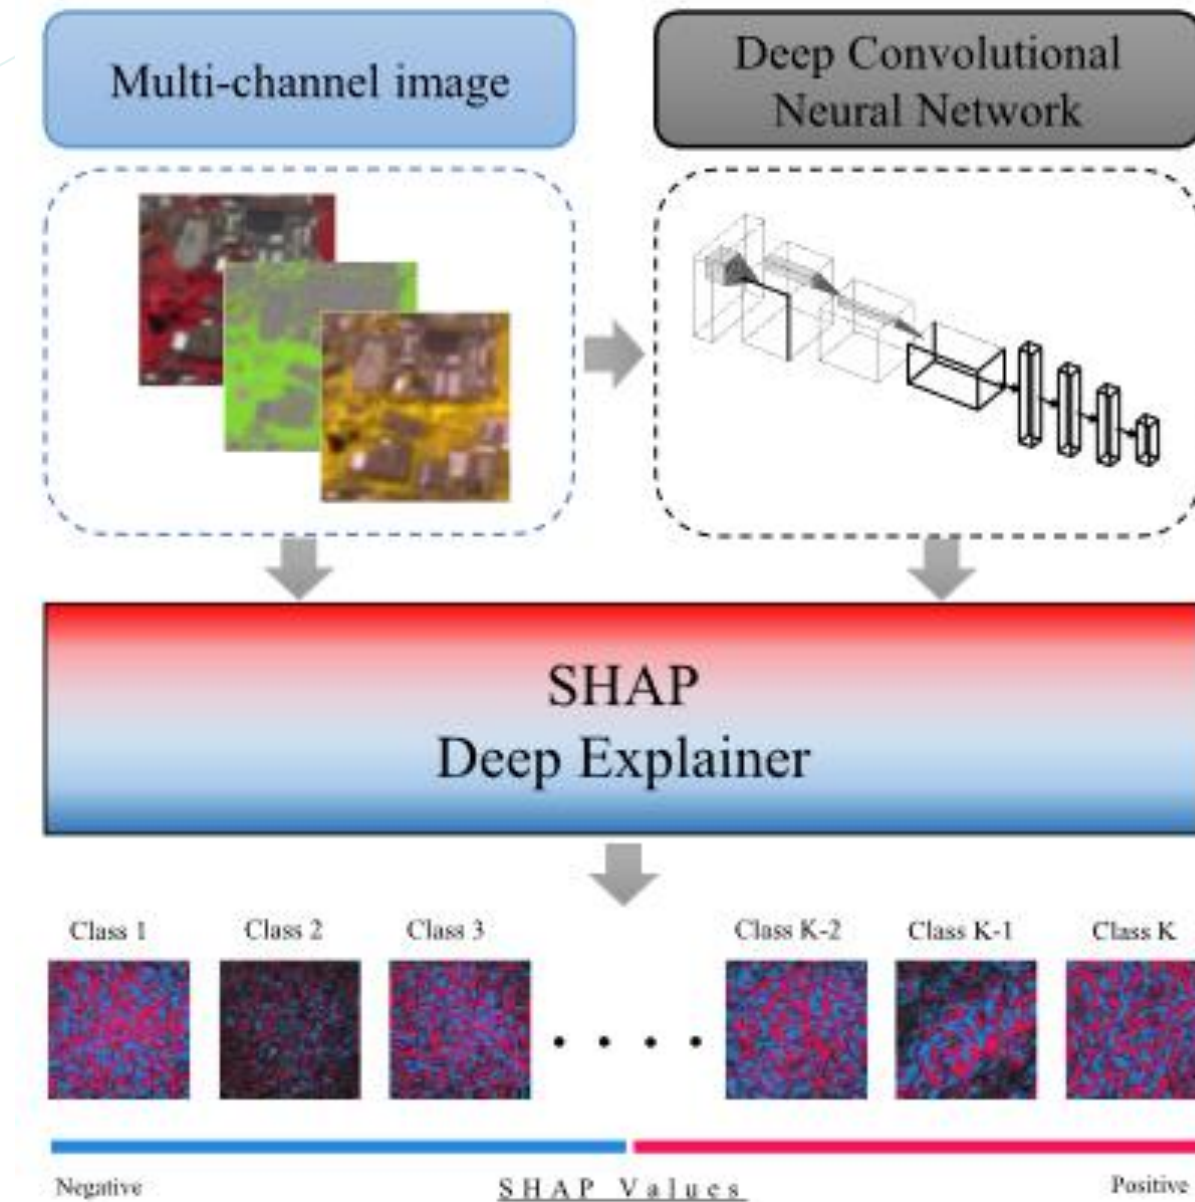 Multi-channel image
Deep Convolutional
Neural Network
SHAP
Deep Explainer
Class 1
Class 2
Class 3
Class K-2
Class K-1
Class K
Negative
SHAP Values
Positive